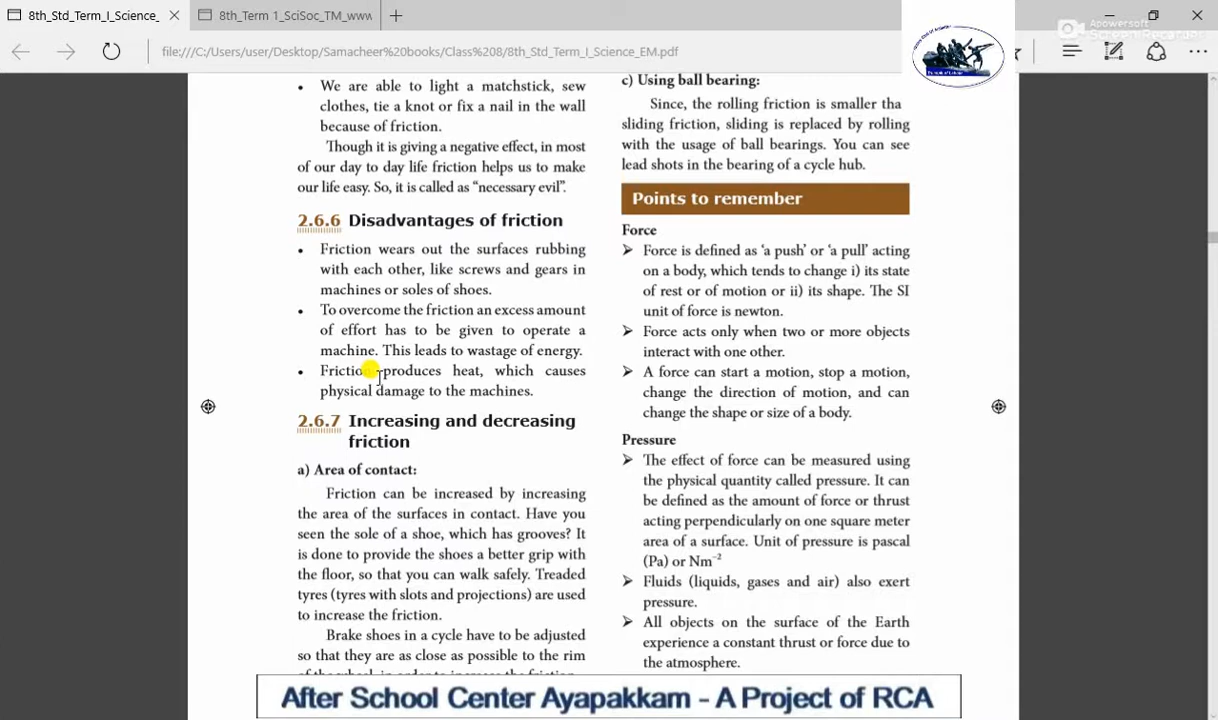 8th_Std_Term_I_Science_
8th_Term 1_SciSoc_TM_www
Apowersoft
Screen Recorder
file:///C:/Users/user/Desktop/Samacheer%20books/Class%208/8th_Std_Term_I_Science_EM.pdf
• We are able to light a matchstick, sew
clothes, tie a knot or fix a nail in the wall
because of friction.
Though it is giving a negative effect, in most
of our day to day life friction helps us to make
our life easy. So, it is called as “necessary evil”.
2.6.6 Disadvantages of friction
• Friction wears out the surfaces rubbing
with each other, like screws and gears in
machines or soles of shoes.
• To overcome the friction an excess amount
of effort has to be given to operate a
machine. This leads to wastage of energy.
• Friction produces heat, which causes
physical damage to the machines.
2.6.7 Increasing and decreasing
friction
a) Area of contact:
Friction can be increased by increasing
the area of the surfaces in contact. Have you
seen the sole of a shoe, which has grooves? It
is done to provide the shoes a better grip with
the floor, so that you can walk safely. Treaded
tyres (tyres with slots and projections) are used
to increase the friction.
Brake shoes in a cycle have to be adjusted
so that they are as close as possible to the rim
c) Using ball bearing:
Since, the rolling friction is smaller tha
sliding friction, sliding is replaced by rolling
with the usage of ball bearings. You can see
lead shots in the bearing of a cycle hub.
Points to remember
Force
➢ Force is defined as ‘a push’ or ‘a pull’ acting
on a body, which tends to change i) its state
of rest or of motion or ii) its shape. The SI
unit of force is newton.
➢ Force acts only when two or more objects
interact with one other.
➢ A force can start a motion, stop a motion,
change the direction of motion, and can
change the shape or size of a body.
Pressure
➢ The effect of force can be measured using
the physical quantity called pressure. It can
be defined as the amount of force or thrust
acting perpendicularly on one square meter
area of a surface. Unit of pressure is pascal
(Pa) or Nm⁻²
➢ Fluids (liquids, gases and air) also exert
pressure.
➢ All objects on the surface of the Earth
experience a constant thrust or force due to
the atmosphere.
After School Center Ayapakkam - A Project of RCA